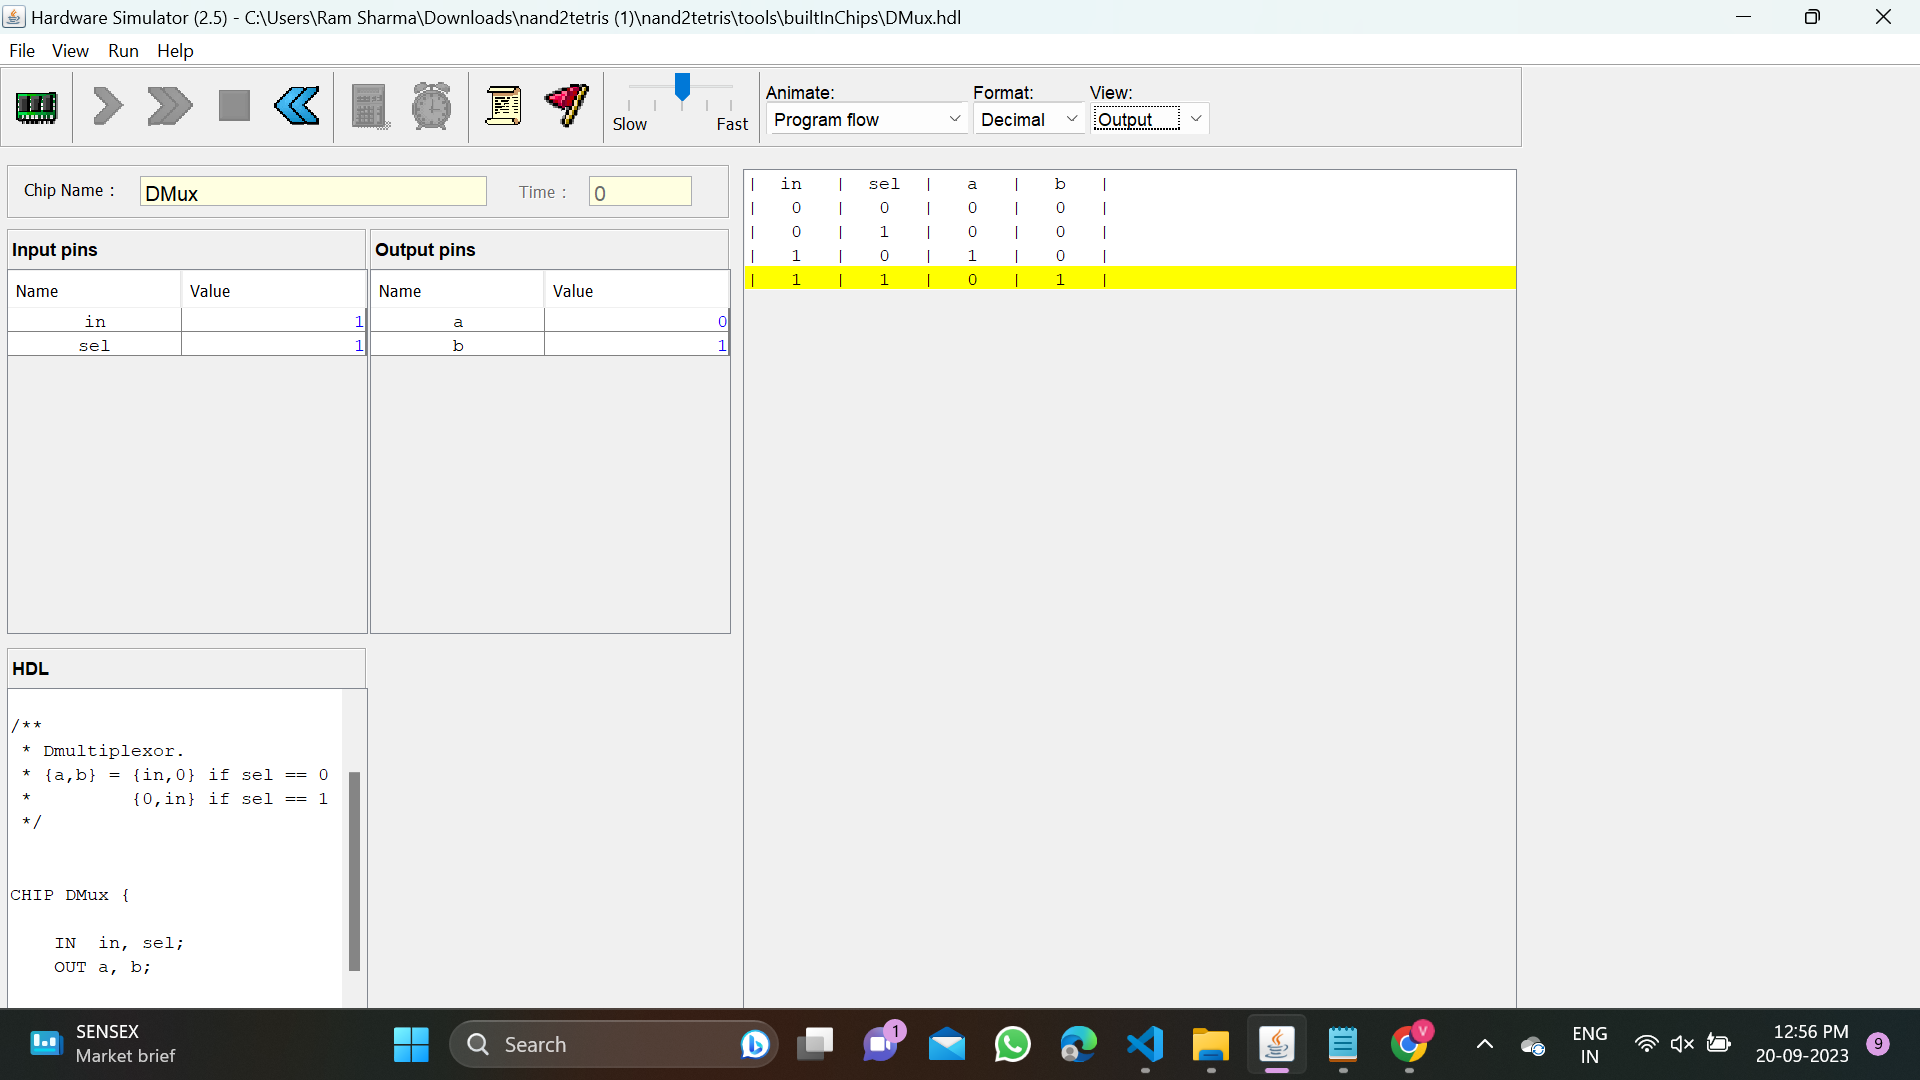 Hardware Simulator (2.5) - C:\Users\Ram Sharma\Downloads\nand2tetris (1)\nand2tetris\tools\builtInChips\DMux.hdl
File View Run Help
Slow Fast
Animate: Format: View:
Program flow Decimal Output
Chip Name : DMux Time : 0
Input pins
Name Value
in 1
sel 1
Output pins
Name Value
a 0
b 1
| in | sel | a | b |
| 0 | 0 | 0 | 0 |
| 0 | 1 | 0 | 0 |
| 1 | 0 | 1 | 0 |
| 1 | 1 | 0 | 1 |
HDL
/**
* Dmultiplexor.
* {a,b} = {in,0} if sel == 0
* {0,in} if sel == 1
*/
CHIP DMux {
IN in, sel;
OUT a, b;
SENSEX
Market brief
Search
1
V
ENG
IN
12:56 PM
20-09-2023
9